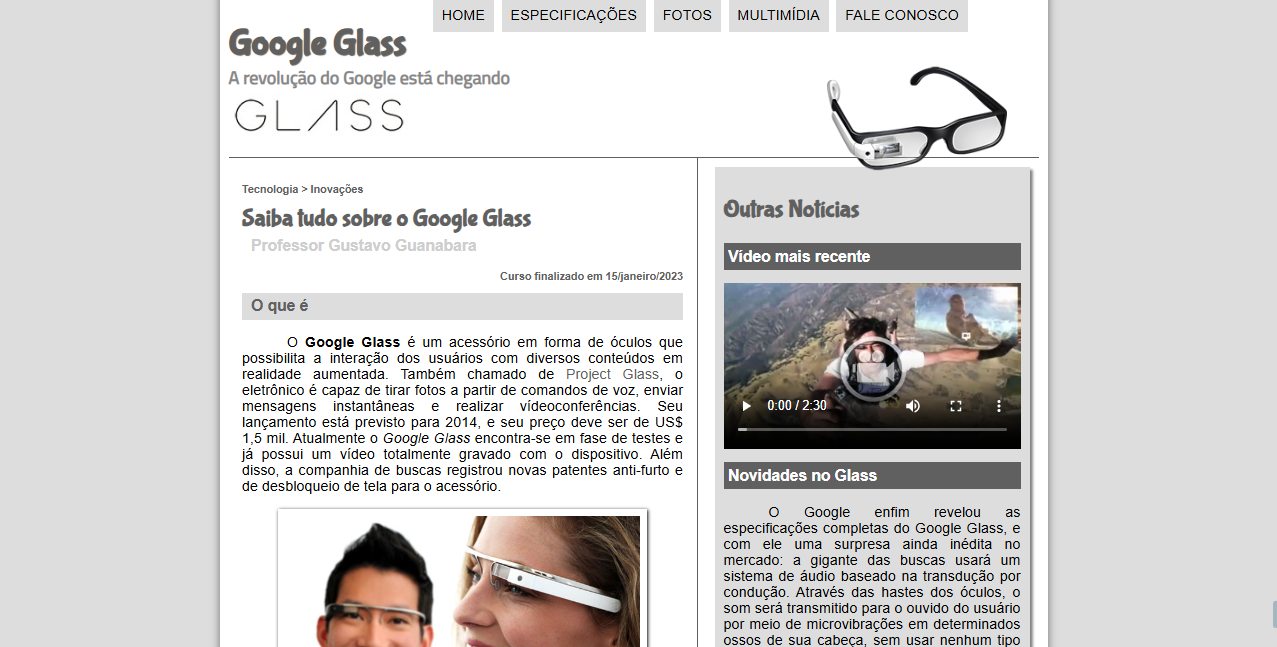 HOME ESPECIFICAÇÕES FOTOS MULTIMÍDIA FALE CONOSCO
Google Glass
A revolução do Google está chegando
GLASS
Tecnologia > Inovações
Saiba tudo sobre o Google Glass
Professor Gustavo Guanabara
Curso finalizado em 15/janeiro/2023
O que é
O Google Glass é um acessório em forma de óculos que
possibilita a interação dos usuários com diversos conteúdos em
realidade aumentada. Também chamado de Project Glass, o
eletrônico é capaz de tirar fotos a partir de comandos de voz, enviar
mensagens instantâneas e realizar vídeoconferências. Seu
lançamento está previsto para 2014, e seu preço deve ser de US$
1,5 mil. Atualmente o Google Glass encontra-se em fase de testes e
já possui um vídeo totalmente gravado com o dispositivo. Além
disso, a companhia de buscas registrou novas patentes anti-furto e
de desbloqueio de tela para o acessório.
Outras Notícias
Vídeo mais recente
0:00 / 2:30
Novidades no Glass
O Google enfim revelou as
especificações completas do Google Glass, e
com ele uma surpresa ainda inédita no
mercado: a gigante das buscas usará um
sistema de áudio baseado na transdução por
condução. Através das hastes dos óculos, o
som será transmitido para o ouvido do usuário
por meio de microvibrações em determinados
ossos de sua cabeça, sem usar nenhum tipo